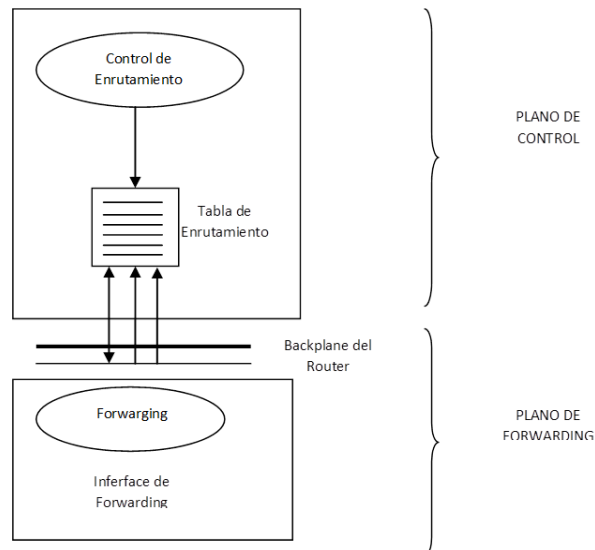 Control de
Enrutamiento
PLANO DE
CONTROL
Tabla de
Enrutamiento
Backplane del
Router
Forwarging
PLANO DE
FORWARDING
Inferface de
Forwarding